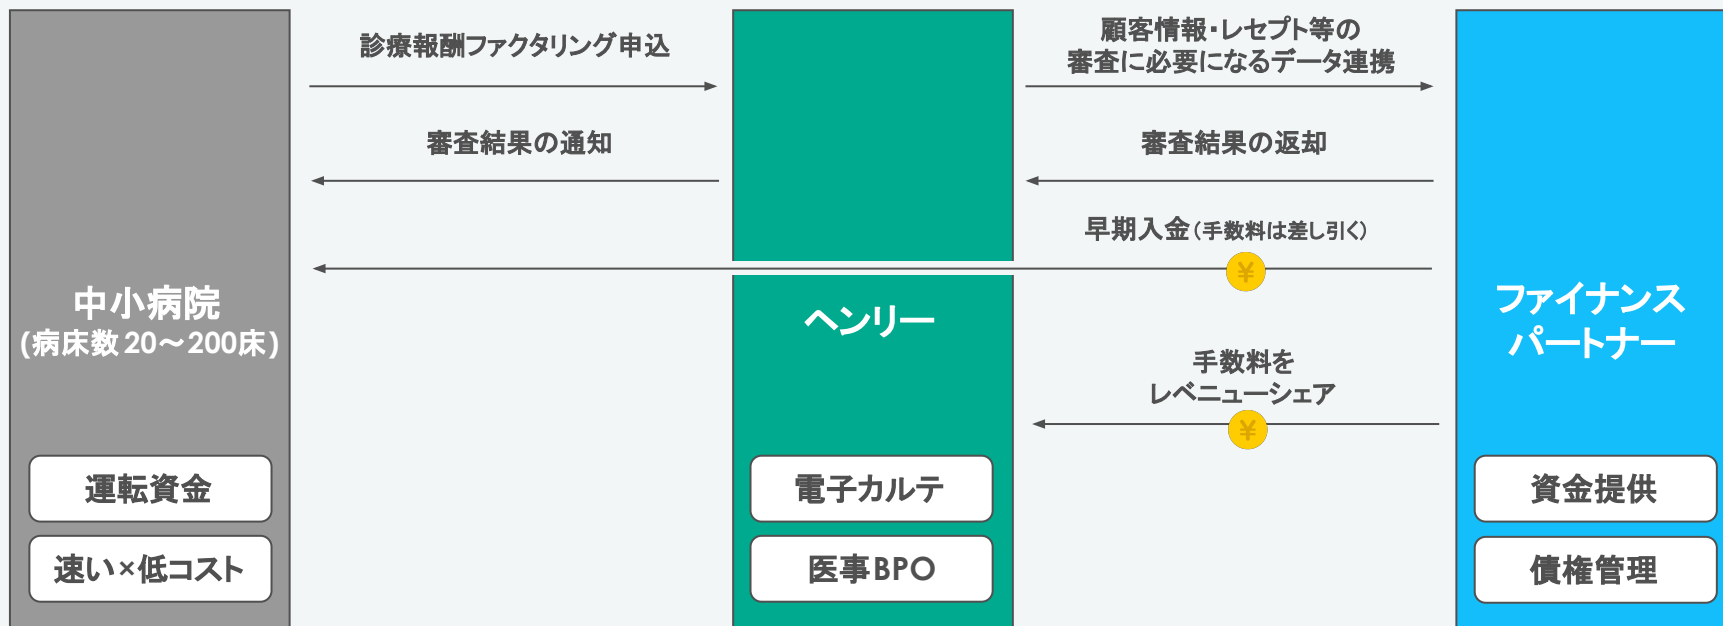 診療報酬ファクタリング申込
顧客情報・レセプト等の
審査に必要になるデータ連携
審査結果の通知
審査結果の返却
早期入金（手数料は差し引く）
¥
中小病院
(病床数 20～200床)
ヘンリー
ファイナンス
パートナー
手数料を
レベニューシェア
¥
運転資金
電子カルテ
資金提供
速い×低コスト
医事BPO
債権管理